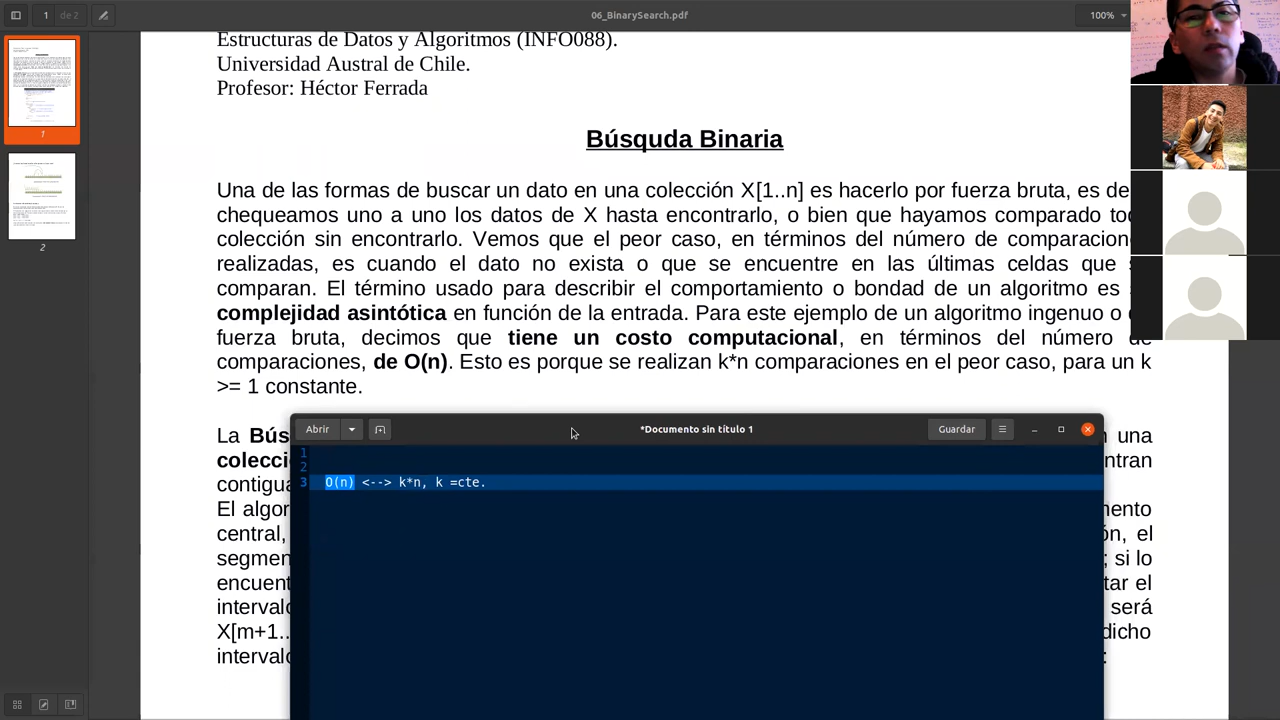 1 de 2
06_BinarySearch.pdf
100%
1
2
Estructuras de Datos y Algoritmos (INFO088).
Universidad Austral de Chile.
Profesor: Héctor Ferrada
Búsquda Binaria
Una de las formas de buscar un dato en una colección X[1..n] es hacerlo por fuerza bruta, es de
chequeamos uno a uno los datos de X hasta encontrarlo, o bien que hayamos comparado to
colección sin encontrarlo. Vemos que el peor caso, en términos del número de comparacion
realizadas, es cuando el dato no exista o que se encuentre en las últimas celdas que
comparan. El término usado para describir el comportamiento o bondad de un algoritmo es
complejidad asintótica en función de la entrada. Para este ejemplo de un algoritmo ingenuo o
fuerza bruta, decimos que tiene un costo computacional, en términos del número de
comparaciones, de O(n). Esto es porque se realizan k*n comparaciones en el peor caso, para un k
>= 1 constante.
La Bús n una
colecci ntran
contigua
El algor mento
central, ón, el
segmen ; si lo
encuent tar el
intervalo será
X[m+1.. dicho
intervalo :
Abrir *Documento sin título 1 Guardar
1
2
3 O(n) <--> k*n, k =cte.